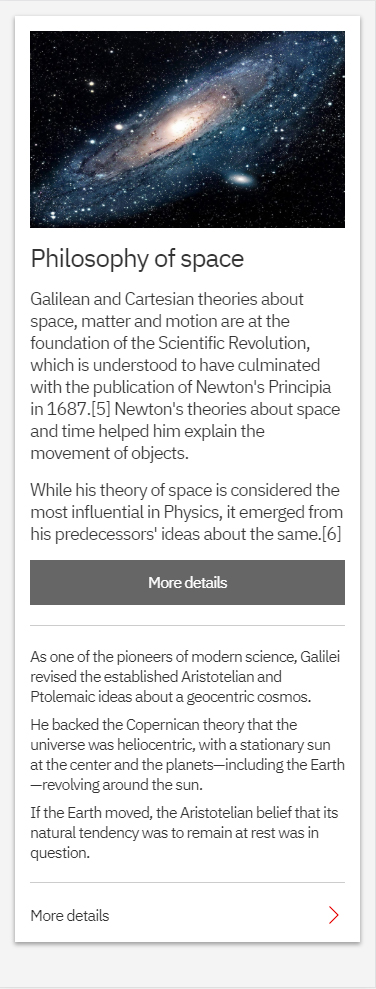 Philosophy of space
Galilean and Cartesian theories about
space, matter and motion are at the
foundation of the Scientific Revolution,
which is understood to have culminated
with the publication of Newton's Principia
in 1687.[5] Newton's theories about space
and time helped him explain the
movement of objects.
While his theory of space is considered the
most influential in Physics, it emerged from
his predecessors' ideas about the same.[6]
More details
As one of the pioneers of modern science, Galilei
revised the established Aristotelian and
Ptolemaic ideas about a geocentric cosmos.
He backed the Copernican theory that the
universe was heliocentric, with a stationary sun
at the center and the planets—including the Earth
—revolving around the sun.
If the Earth moved, the Aristotelian belief that its
natural tendency was to remain at rest was in
question.
More details